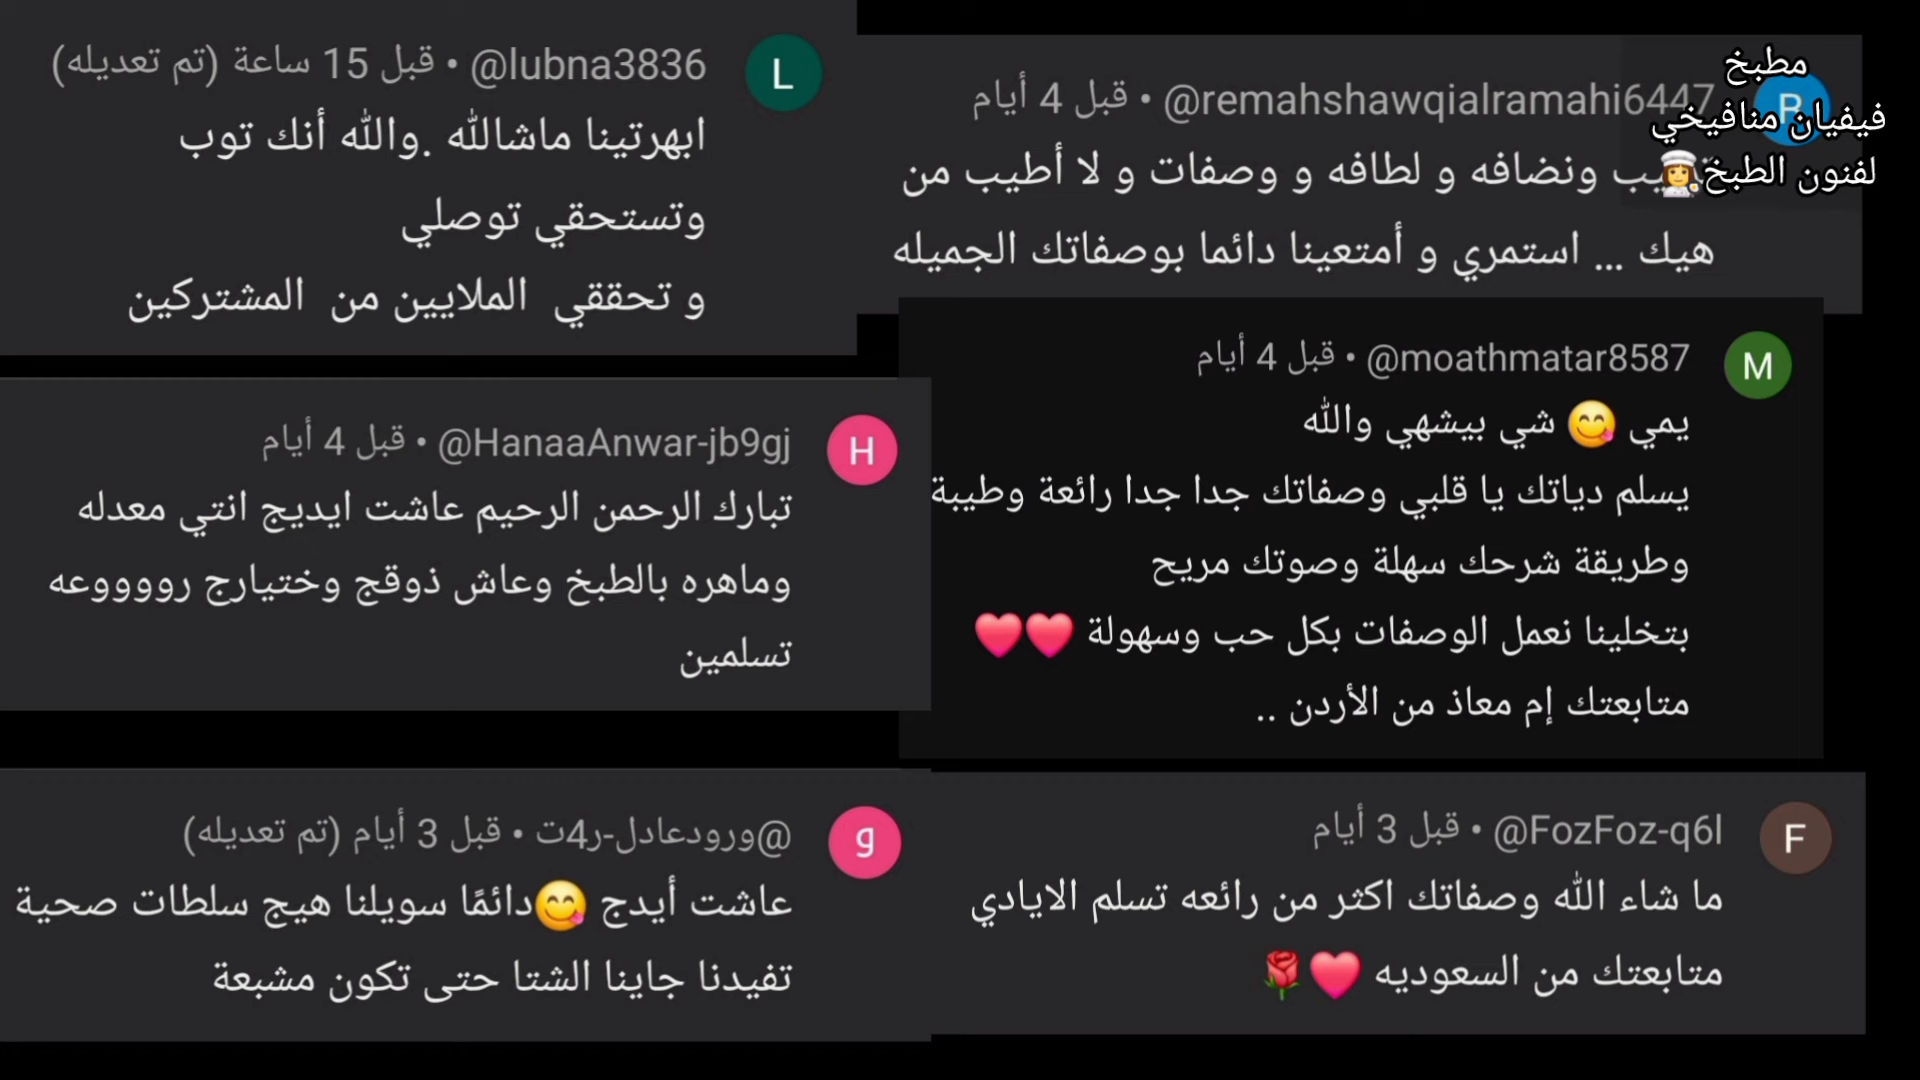 مطبخ
فيفيان منافيخي
لفنون الطبخ👩‍🍳
@remahshawqialramahi6447 • قبل 4 أيام
ونضافه و لطافه و وصفات و لا أطيب من
هيك ... استمري و أمتعينا دائما بوصفاتك الجميله
L
@lubna3836 • قبل 15 ساعة (تم تعديله)
ابهرتينا ماشالله .والله أنك توب
وتستحقي توصلي
و تحققي الملايين من المشتركين
M
@moathmatar8587 • قبل 4 أيام
يمي 😋 شي بيشهي والله
يسلم دياتك يا قلبي وصفاتك جدا جدا رائعة وطيبة
وطريقة شرحك سهلة وصوتك مريح
بتخلينا نعمل الوصفات بكل حب وسهولة ❤️❤️
متابعتك إم معاذ من الأردن ..
H
@HanaaAnwar-jb9gj • قبل 4 أيام
تبارك الرحمن الرحيم عاشت ايديج انتي معدله
وماهره بالطبخ وعاش ذوقج وختيارج رووووعه
تسلمين
F
@FozFoz-q6l • قبل 3 أيام
ما شاء الله وصفاتك اكثر من رائعه تسلم الايادي
متابعتك من السعوديه ❤️🌹
و
@ورودعادل-ر4ت • قبل 3 أيام (تم تعديله)
عاشت أيدج 😋دائمًا سويلنا هيج سلطات صحية
تفيدنا جاينا الشتا حتى تكون مشبعة